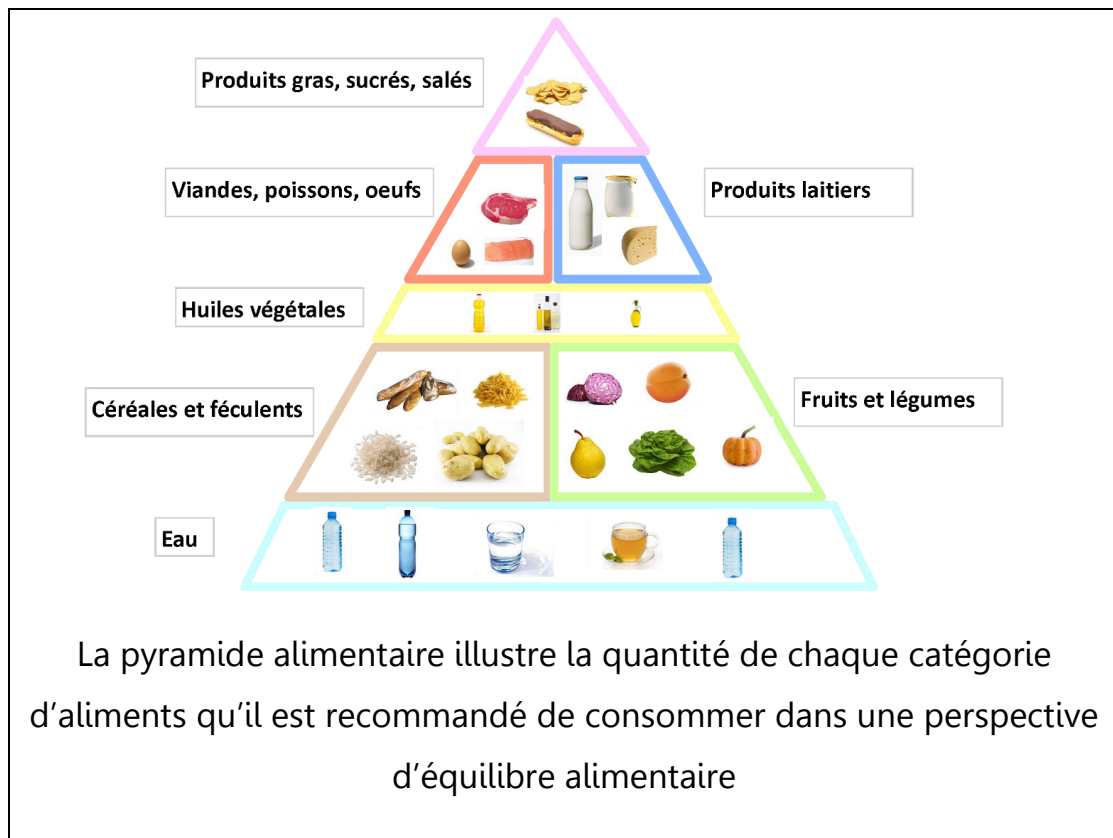 Produits gras, sucrés, salés
Viandes, poissons, oeufs
Produits laitiers
Huiles végétales
Céréales et féculents
Fruits et légumes
Eau
La pyramide alimentaire illustre la quantité de chaque catégorie
d’aliments qu’il est recommandé de consommer dans une perspective
d’équilibre alimentaire